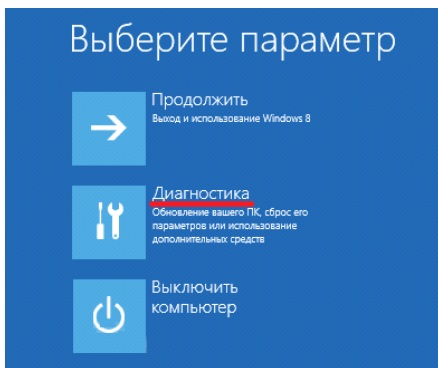 Выберите параметр
Продолжить
Выход и использование Windows 8
Диагностика
Обновление вашего ПК, сброс его
параметров или использование
дополнительных средств
Выключить
компьютер